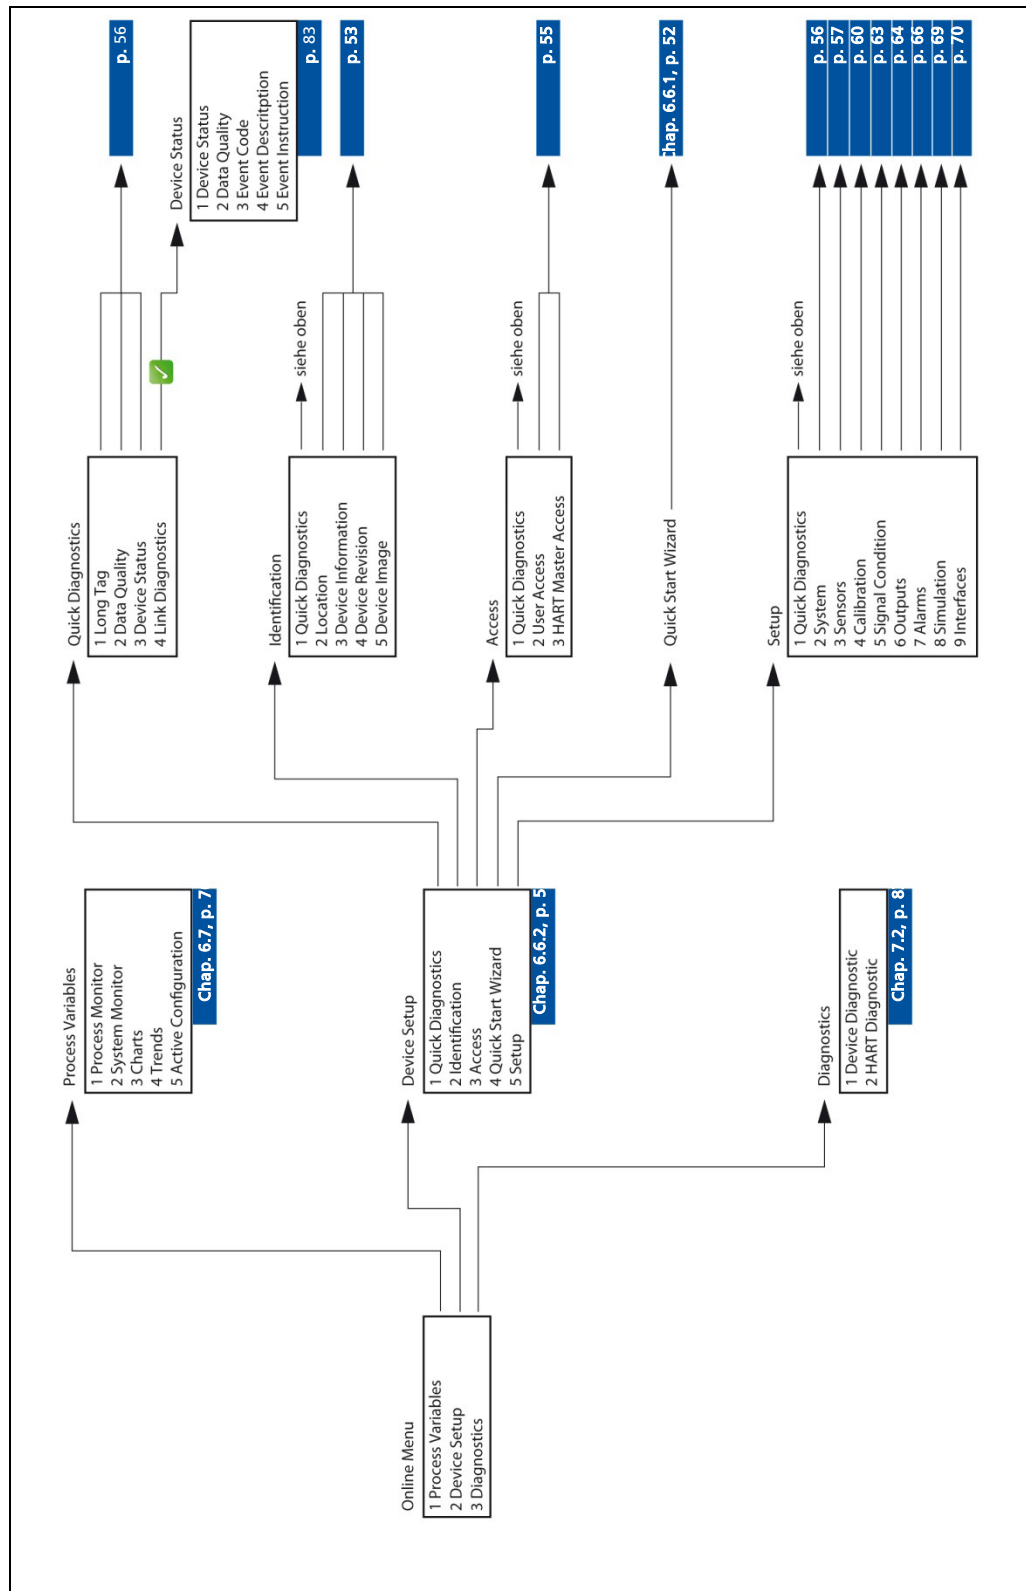 Online Menu
1 Process Variables
2 Device Setup
3 Diagnostics
Process Variables
1 Process Monitor
2 System Monitor
3 Charts
4 Trends
5 Active Configuration
Chap. 6.7, p. 7
Device Setup
1 Quick Diagnostics
2 Identification
3 Access
4 Quick Start Wizard
5 Setup
Chap. 6.6.2, p. 5
Diagnostics
1 Device Diagnostic
2 HART Diagnostic
Chap. 7.2, p. 8
Quick Diagnostics
1 Long Tag
2 Data Quality
3 Device Status
4 Link Diagnostics
p. 56
Device Status
1 Device Status
2 Data Quality
3 Event Code
4 Event Descritption
5 Event Instruction
p. 83
Identification
1 Quick Diagnostics
2 Location
3 Device Information
4 Device Revision
5 Device Image
siehe oben
p. 53
Access
1 Quick Diagnostics
2 User Access
3 HART Master Access
siehe oben
p. 55
Quick Start Wizard
Chap. 6.6.1, p. 52
Setup
1 Quick Diagnostics
2 System
3 Sensors
4 Calibration
5 Signal Condition
6 Outputs
7 Alarms
8 Simulation
9 Interfaces
siehe oben
p. 56
p. 57
p. 60
p. 63
p. 64
p. 66
p. 69
p. 70